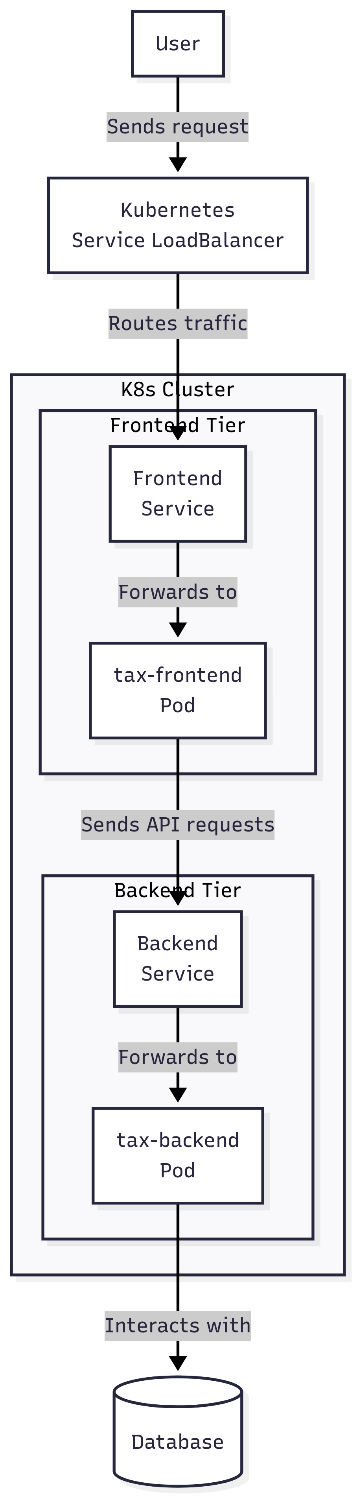 User
Sends request
Kubernetes
Service LoadBalancer
Routes traffic
K8s Cluster
Frontend Tier
Frontend
Service
Forwards to
tax-frontend
Pod
Sends API requests
Backend Tier
Backend
Service
Forwards to
tax-backend
Pod
Interacts with
Database